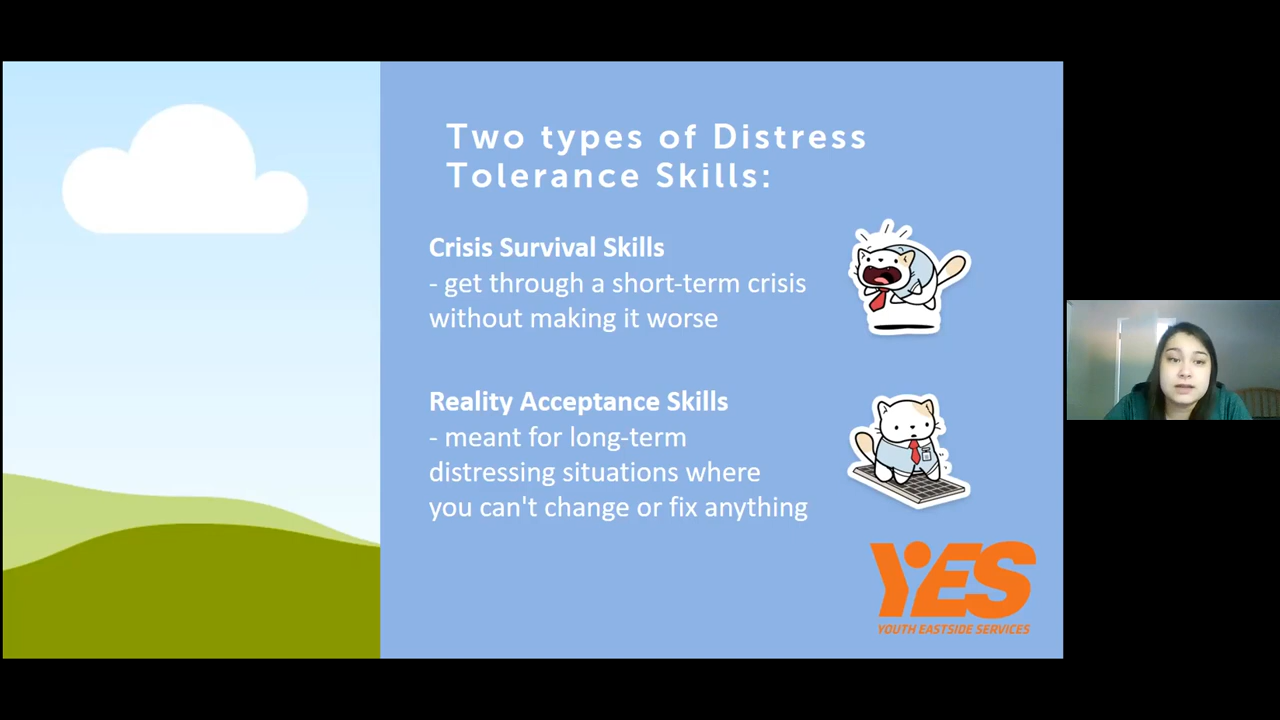 Two types of Distress
Tolerance Skills:
Crisis Survival Skills
- get through a short-term crisis
without making it worse
Reality Acceptance Skills
- meant for long-term
distressing situations where
you can't change or fix anything
YES
YOUTH EASTSIDE SERVICES